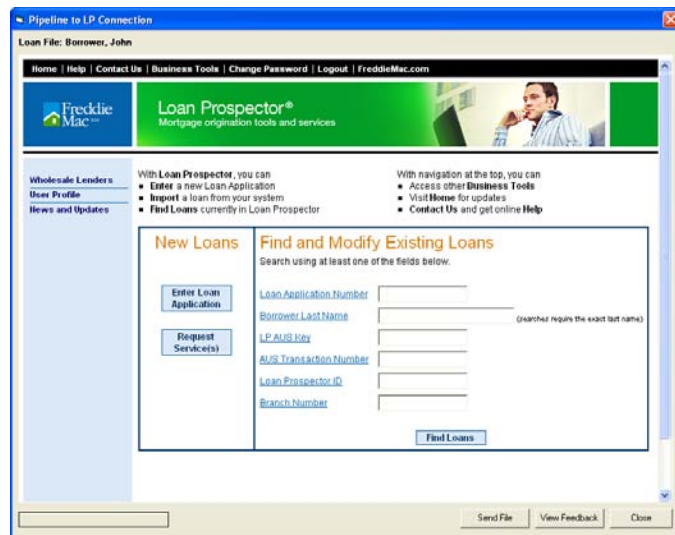 Pipeline to LP Connection
Loan File: Borrower, John
Home | Help | Contact Us | Business Tools | Change Password | Logout | FreddieMac.com
Freddie
Mac
Loan Prospector®
Mortgage origination tools and services
Wholesale Lenders
User Profile
News and Updates
With Loan Prospector, you can
Enter a new Loan Application
Import a loan from your system
Find Loans currently in Loan Prospector
With navigation at the top, you can
Access other Business Tools
Visit Home for updates
Contact Us and get online Help
New Loans
Enter Loan
Application
Request
Service(s)
Find and Modify Existing Loans
Search using at least one of the fields below.
Loan Application Number
Borrower Last Name
(searches require the exact last name)
LP AUS Key
AUS Transaction Number
Loan Prospector ID
Branch Number
Find Loans
Send File
View Feedback
Close